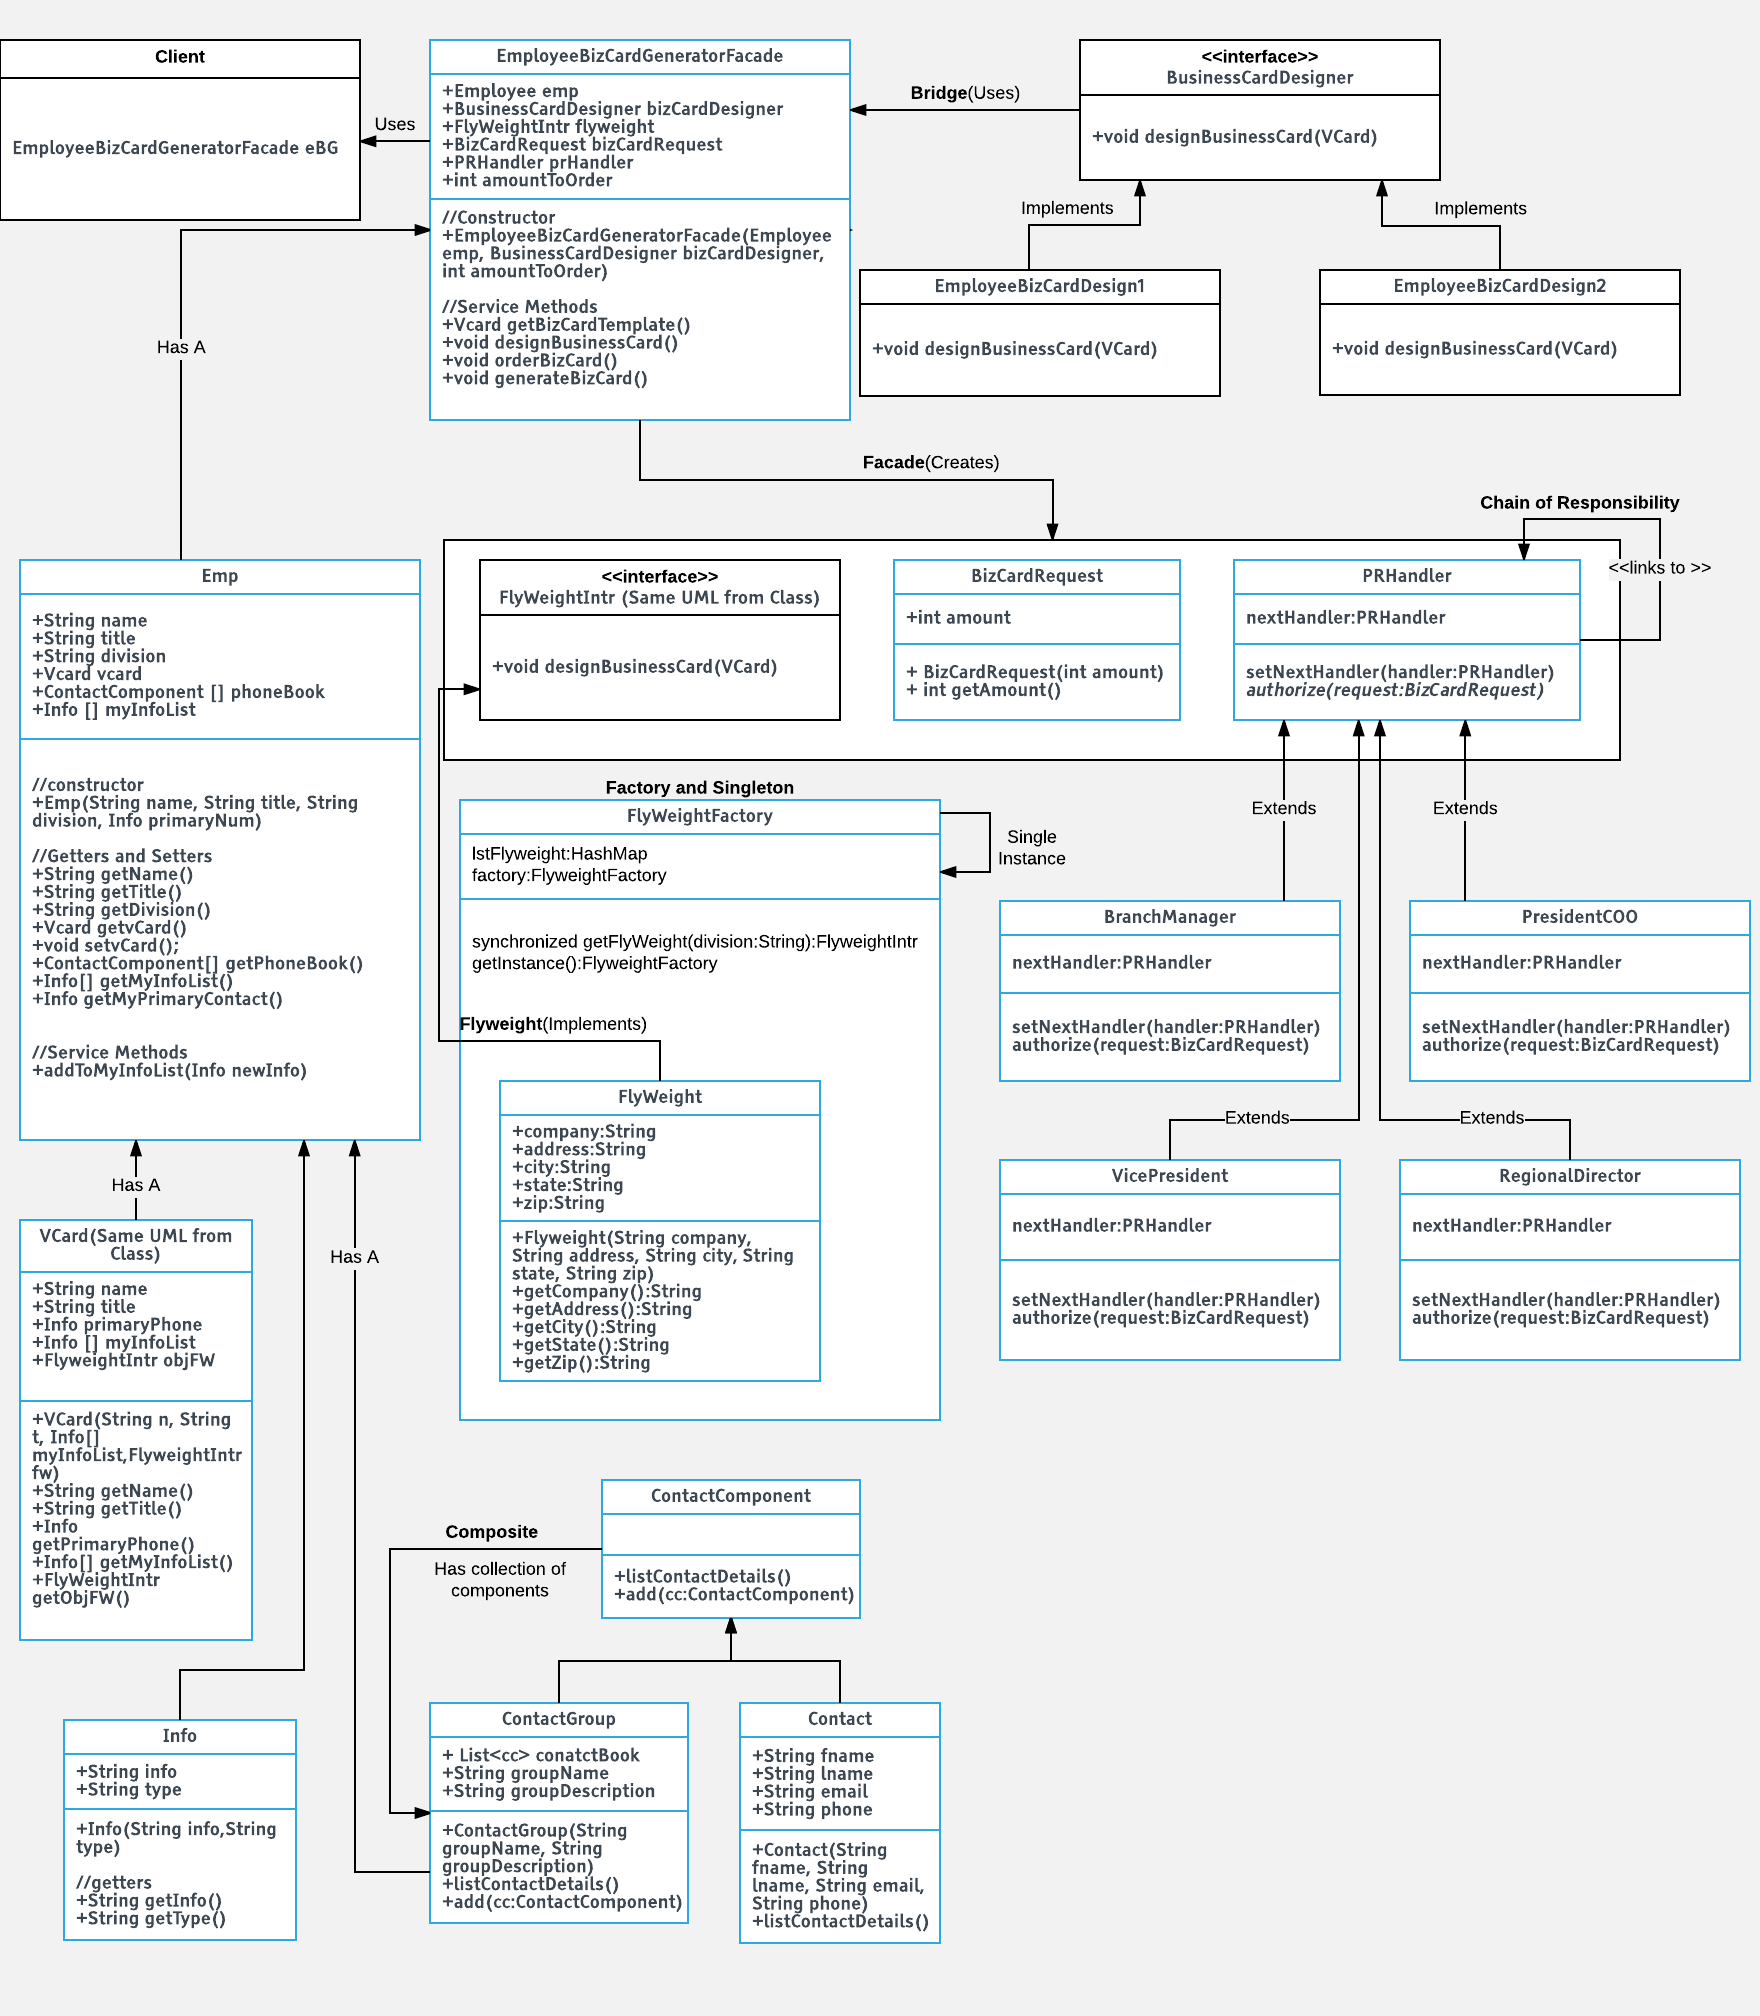 Client
EmployeeBizCardGeneratorFacade eBG
Uses
EmployeeBizCardGeneratorFacade
+Employee emp
+BusinessCardDesigner bizCardDesigner
+FlyWeightIntr flyweight
+BizCardRequest bizCardRequest
+PRHandler prHandler
+int amountToOrder
//Constructor
+EmployeeBizCardGeneratorFacade(Employee
emp, BusinessCardDesigner bizCardDesigner,
int amountToOrder)
//Service Methods
+Vcard getBizCardTemplate()
+void designBusinessCard()
+void orderBizCard()
+void generateBizCard()
Bridge(Uses)
<<interface>>
BusinessCardDesigner
+void designBusinessCard(VCard)
Implements
Implements
EmployeeBizCardDesign1
+void designBusinessCard(VCard)
EmployeeBizCardDesign2
+void designBusinessCard(VCard)
Has A
Facade(Creates)
Chain of Responsibility
<<links to >>
<<interface>>
FlyWeightIntr (Same UML from Class)
+void designBusinessCard(VCard)
BizCardRequest
+int amount
+ BizCardRequest(int amount)
+ int getAmount()
PRHandler
nextHandler:PRHandler
setNextHandler(handler:PRHandler)
authorize(request:BizCardRequest)
Emp
+String name
+String title
+String division
+Vcard vcard
+ContactComponent [] phoneBook
+Info [] myInfoList
//constructor
+Emp(String name, String title, String
division, Info primaryNum)
//Getters and Setters
+String getName()
+String getTitle()
+String getDivision()
+Vcard getvCard()
+void setvCard();
+ContactComponent[] getPhoneBook()
+Info[] getMyInfoList()
+Info getMyPrimaryContact()
//Service Methods
+addToMyInfoList(Info newInfo)
Factory and Singleton
FlyWeightFactory
lstFlyweight:HashMap
factory:FlyweightFactory
synchronized getFlyWeight(division:String):FlyweightIntr
getInstance():FlyweightFactory
Single
Instance
Flyweight(Implements)
FlyWeight
+company:String
+address:String
+city:String
+state:String
+zip:String
+Flyweight(String company,
String address, String city, String
state, String zip)
+getCompany():String
+getAddress():String
+getCity():String
+getState():String
+getZip():String
Extends
Extends
BranchManager
nextHandler:PRHandler
setNextHandler(handler:PRHandler)
authorize(request:BizCardRequest)
PresidentCOO
nextHandler:PRHandler
setNextHandler(handler:PRHandler)
authorize(request:BizCardRequest)
Extends
Extends
VicePresident
nextHandler:PRHandler
setNextHandler(handler:PRHandler)
authorize(request:BizCardRequest)
RegionalDirector
nextHandler:PRHandler
setNextHandler(handler:PRHandler)
authorize(request:BizCardRequest)
Has A
Has A
VCard(Same UML from
Class)
+String name
+String title
+Info primaryPhone
+Info [] myInfoList
+FlyweightIntr objFW
+VCard(String n, String
t, Info[]
myInfoList,FlyweightIntr
fw)
+String getName()
+String getTitle()
+Info
getPrimaryPhone()
+Info[] getMyInfoList()
+FlyWeightIntr
getObjFW()
Info
+String info
+String type
+Info(String info,String
type)
//getters
+String getInfo()
+String getType()
Composite
Has collection of
components
ContactComponent
+listContactDetails()
+add(cc:ContactComponent)
ContactGroup
+ List<cc> conatctBook
+String groupName
+String groupDescription
+ContactGroup(String
groupName, String
groupDescription)
+listContactDetails()
+add(cc:ContactComponent)
Contact
+String fname
+String lname
+String email
+String phone
+Contact(String
fname, String
lname, String email,
String phone)
+listContactDetails()